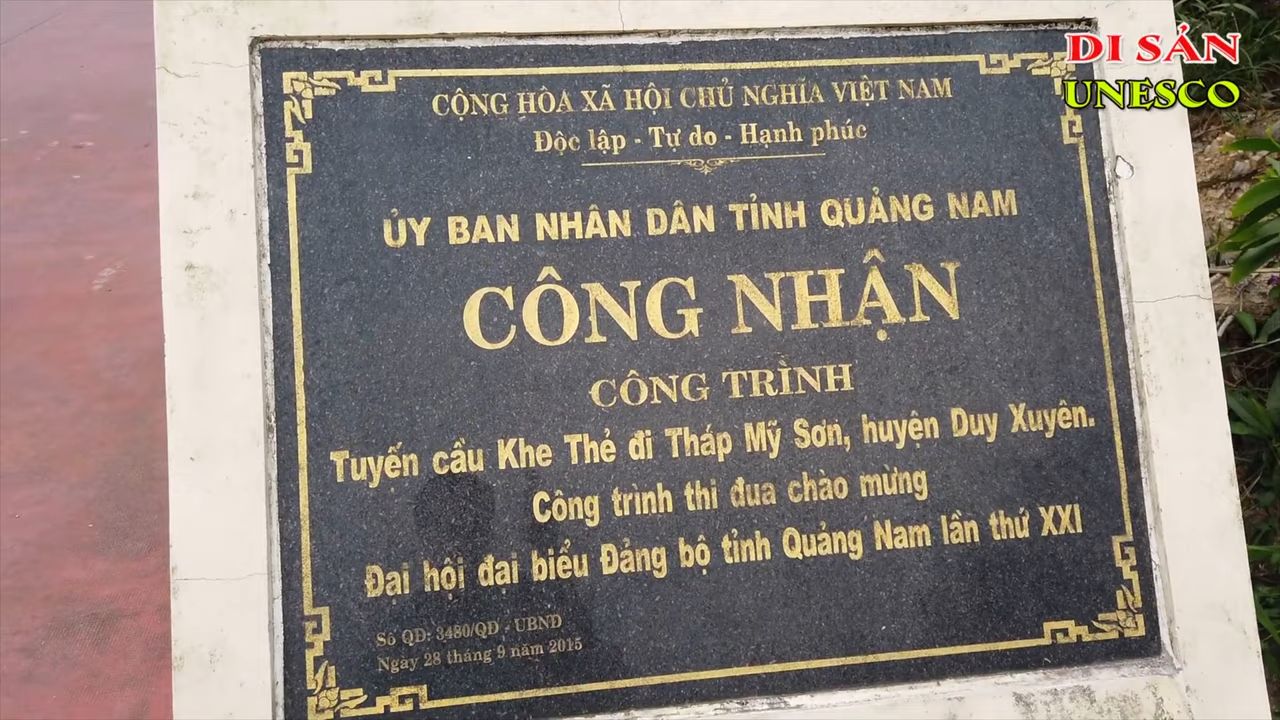 DI SẢN
UNESCO
CỘNG HÒA XÃ HỘI CHỦ NGHĨA VIỆT NAM
Độc lập - Tự do - Hạnh phúc
ỦY BAN NHÂN DÂN TỈNH QUẢNG NAM
CÔNG NHẬN
CÔNG TRÌNH
Tuyến cầu Khe Thẻ đi Tháp Mỹ Sơn, huyện Duy Xuyên.
Công trình thi đua chào mừng
Đại hội đại biểu Đảng bộ tỉnh Quảng Nam lần thứ XXI
Số QĐ: 3480/QĐ - UBND
Ngày 28 tháng 9 năm 2015